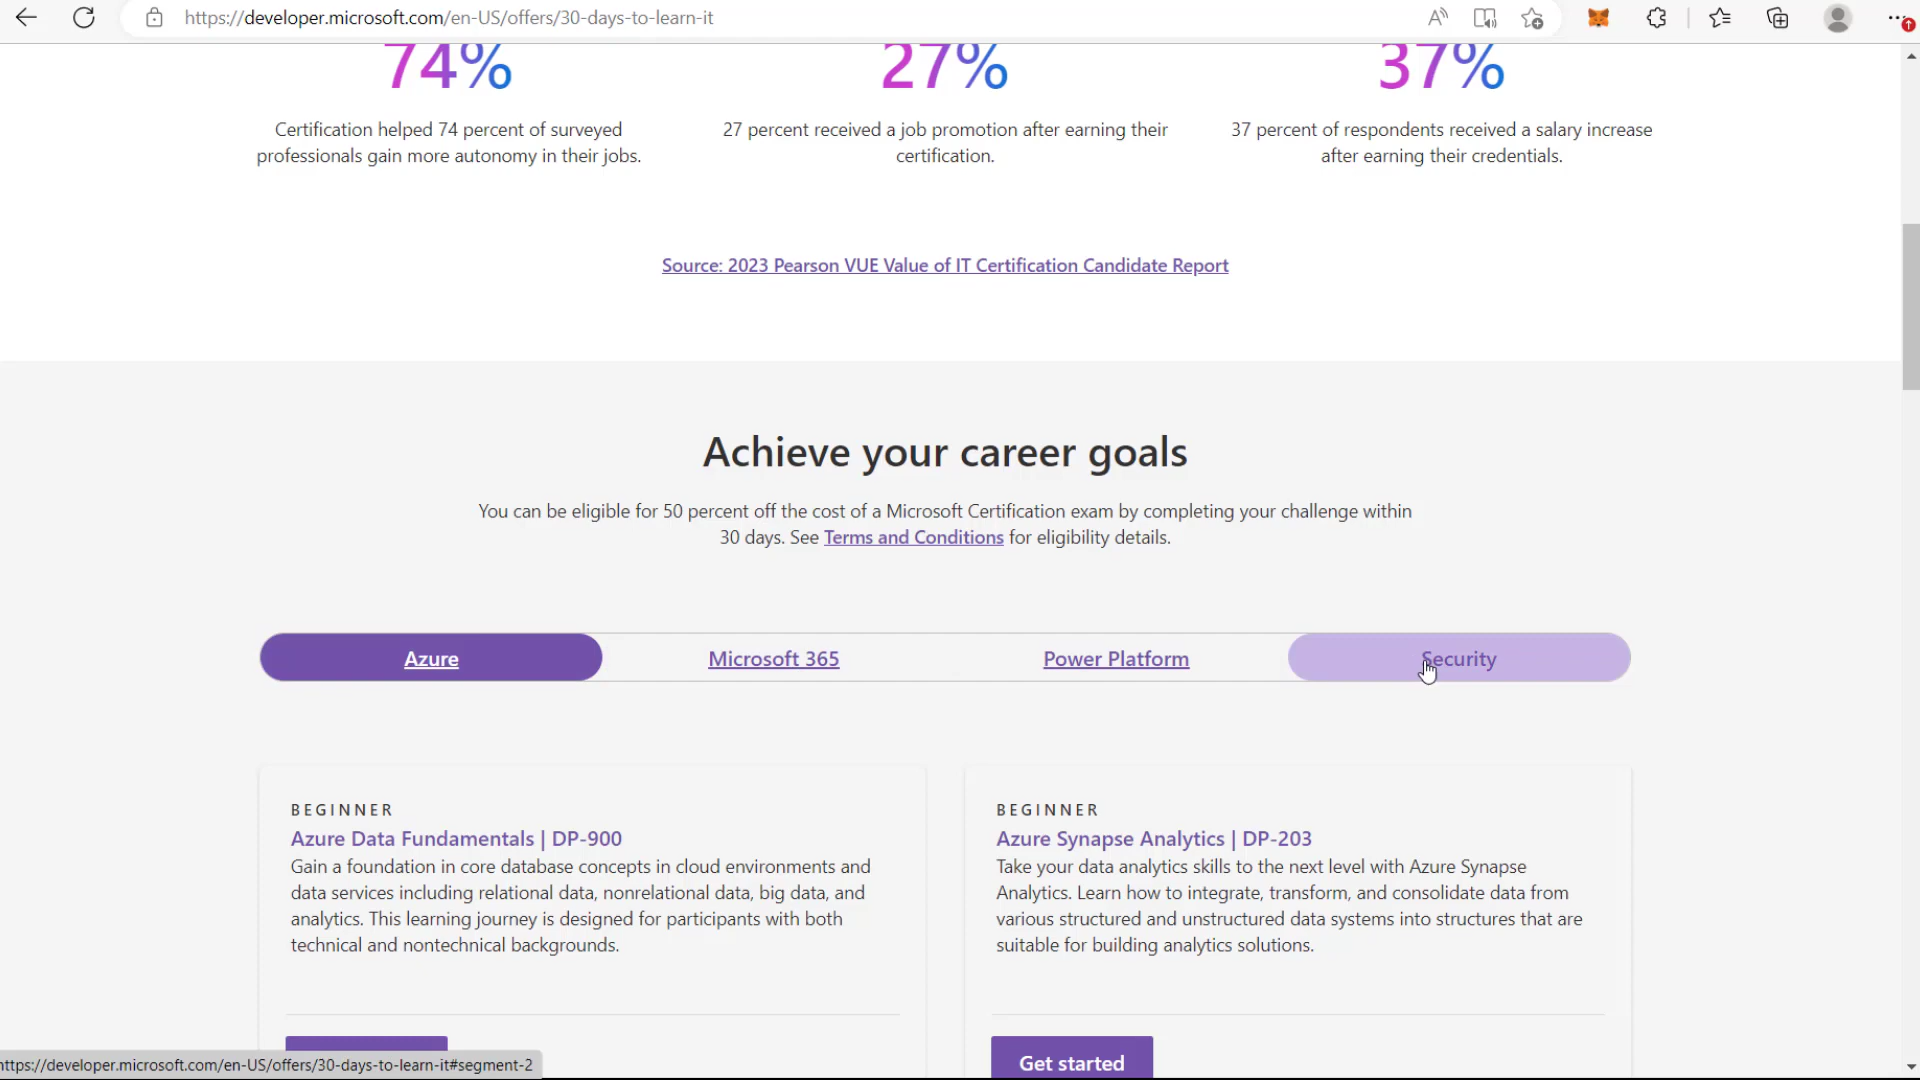 https://developer.microsoft.com/en-US/offers/30-days-to-learn-it
74%
27%
37%
Certification helped 74 percent of surveyed
professionals gain more autonomy in their jobs.
27 percent received a job promotion after earning their
certification.
37 percent of respondents received a salary increase
after earning their credentials.
Source: 2023 Pearson VUE Value of IT Certification Candidate Report
Achieve your career goals
You can be eligible for 50 percent off the cost of a Microsoft Certification exam by completing your challenge within
30 days. See Terms and Conditions for eligibility details.
Azure
Microsoft 365
Power Platform
Security
BEGINNER
Azure Data Fundamentals | DP-900
Gain a foundation in core database concepts in cloud environments and
data services including relational data, nonrelational data, big data, and
analytics. This learning journey is designed for participants with both
technical and nontechnical backgrounds.
BEGINNER
Azure Synapse Analytics | DP-203
Take your data analytics skills to the next level with Azure Synapse
Analytics. Learn how to integrate, transform, and consolidate data from
various structured and unstructured data systems into structures that are
suitable for building analytics solutions.
Get started
https://developer.microsoft.com/en-US/offers/30-days-to-learn-it#segment-2